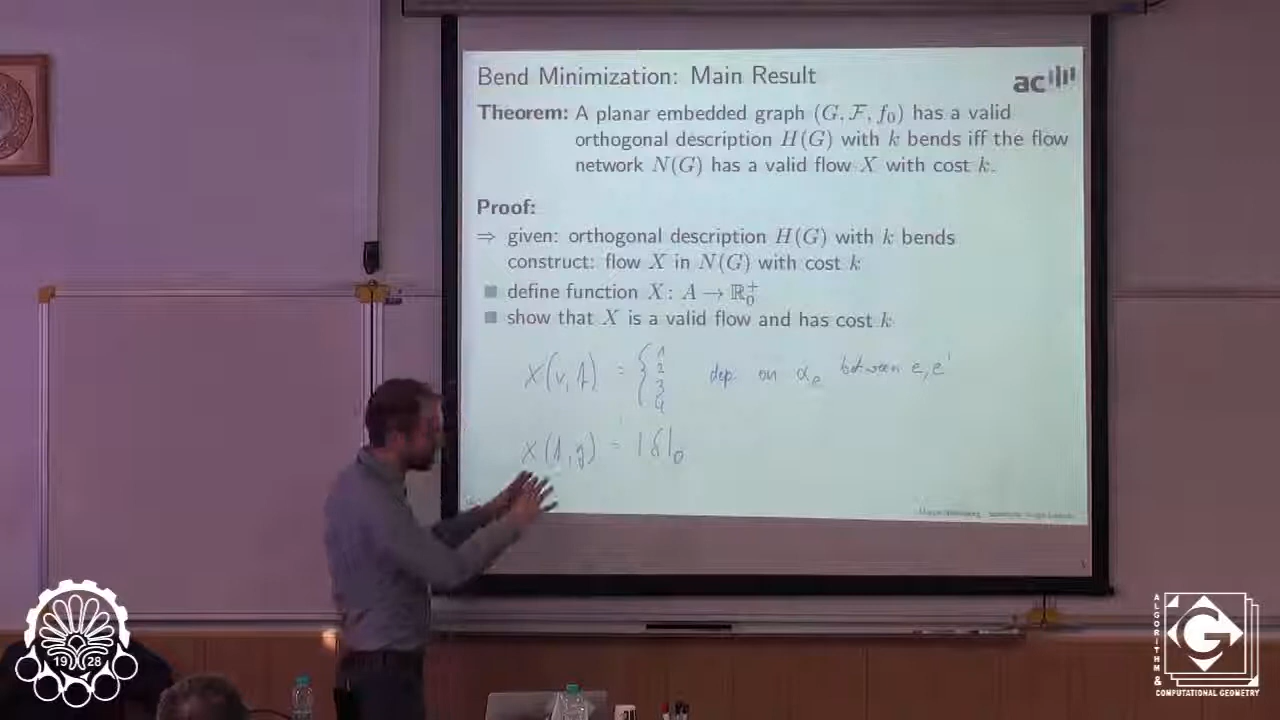 Bend Minimization: Main Result
ac
Theorem: A planar embedded graph (G, F, f₀) has a valid
orthogonal description H(G) with k bends iff the flow
network N(G) has a valid flow X with cost k.
Proof:
⇒ given: orthogonal description H(G) with k bends
construct: flow X in N(G) with cost k
■ define function X: A → ℝ₀⁺
■ show that X is a valid flow and has cost k
X(v,f) = { 1 2 3 4 dep on αₑ between e, e'
X(f,g) = |δ|₀
19 28
ALGORITHM &
G
COMPUTATIONAL GEOMETRY